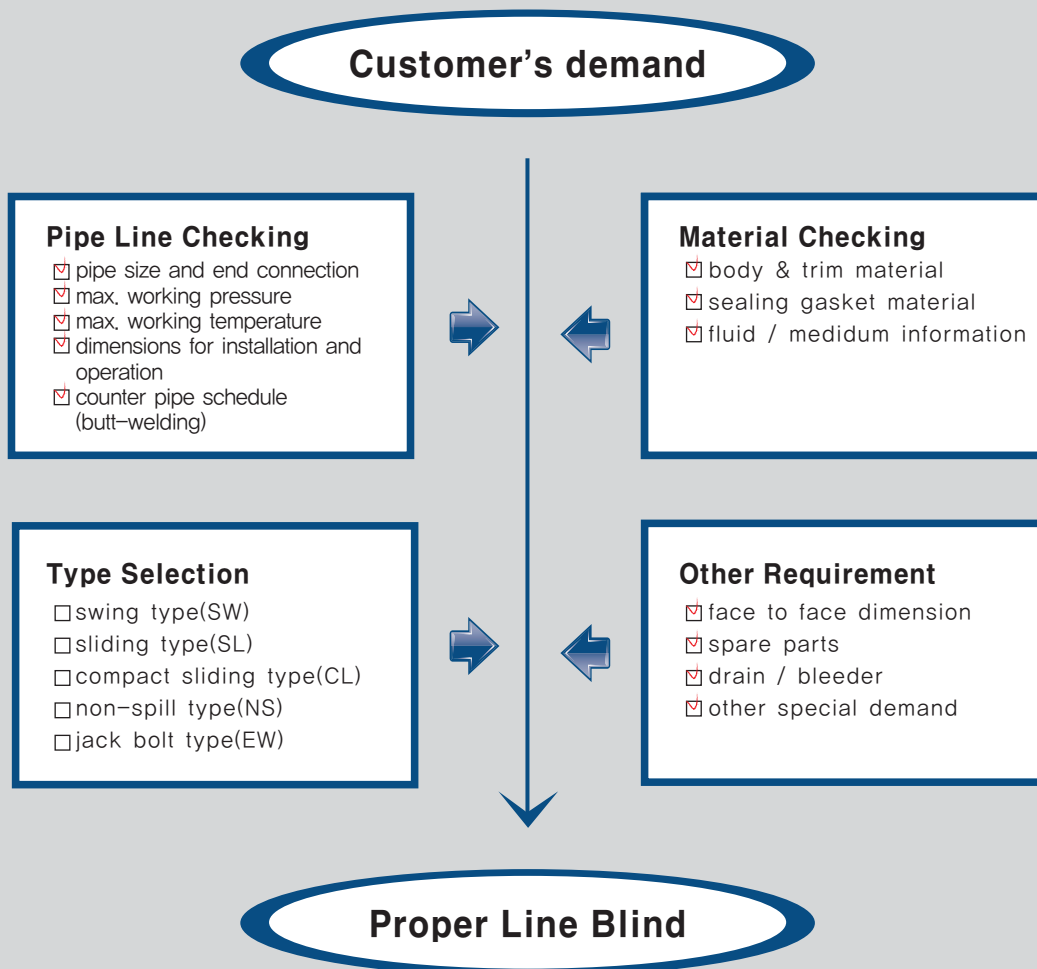 Customer's demand
Pipe Line Checking
pipe size and end connection
max. working pressure
max. working temperature
dimensions for installation and
operation
counter pipe schedule
(butt-welding)
Material Checking
body & trim material
sealing gasket material
fluid / medidum information
Type Selection
swing type(SW)
sliding type(SL)
compact sliding type(CL)
non-spill type(NS)
jack bolt type(EW)
Other Requirement
face to face dimension
spare parts
drain / bleeder
other special demand
Proper Line Blind